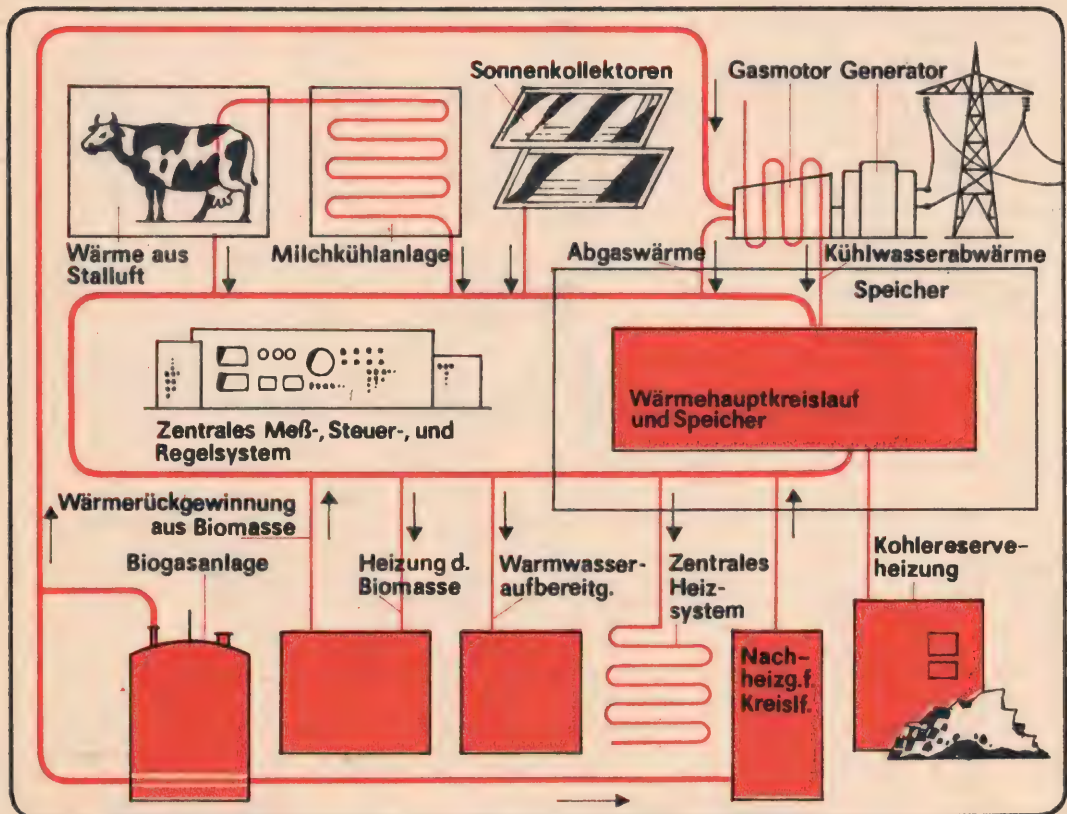 Sonnenkollektoren
Gasmotor Generator
Wärme aus
Stalluft
Milchkühlanlage
Abgaswärme
Kühlwasserabwärme
Speicher
Wärmehauptkreislauf
und Speicher
Zentrales Meß-, Steuer-, und
Regelsystem
Wärmerückgewinnung
aus Biomasse
Biogasanlage
Heizung d.
Biomasse
Warmwasser-
aufbereitg.
Zentrales
Heiz-
system
Kohlereserve-
heizung
Nach-
heizg.f.
Kreislf.